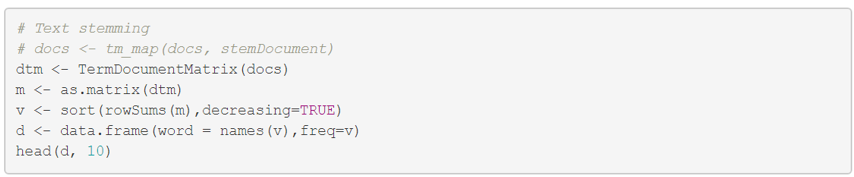 # Text stemming
# docs <- tm_map(docs, stemDocument)
dtm <- TermDocumentMatrix(docs)
m <- as.matrix(dtm)
v <- sort(rowSums(m),decreasing=TRUE)
d <- data.frame(word = names(v),freq=v)
head(d, 10)